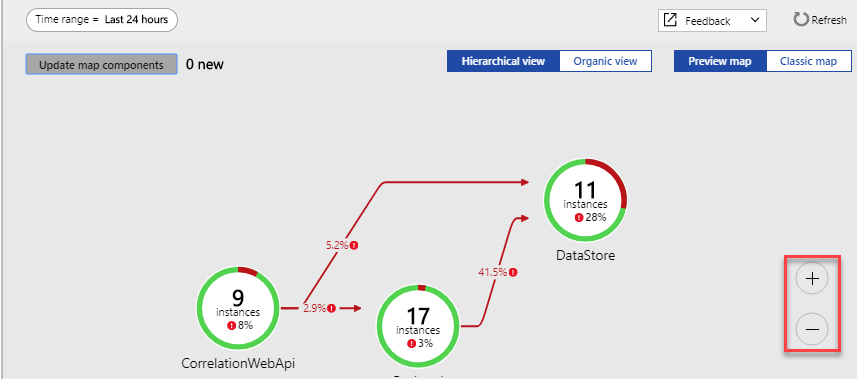 Time range = Last 24 hours
Feedback
Refresh
Update map components
0 new
Hierarchical view
Organic view
Preview map
Classic map
11
instances
28%
DataStore
5.2%
41.5%
9
instances
8%
CorrelationWebApi
2.9%
17
instances
3%